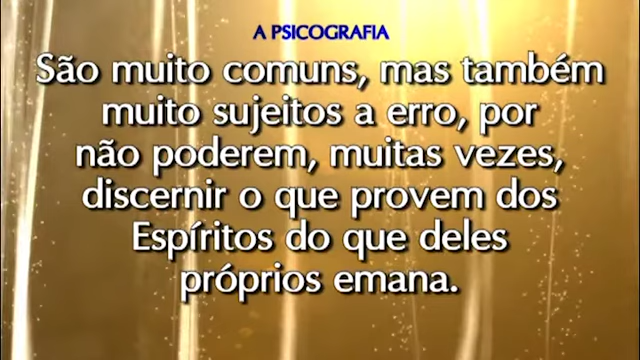 A PSICOGRAFIA
São muito comuns, mas também
muito sujeitos a erro, por
não poderem, muitas vezes,
discernir o que provem dos
Espíritos do que deles
próprios emana.